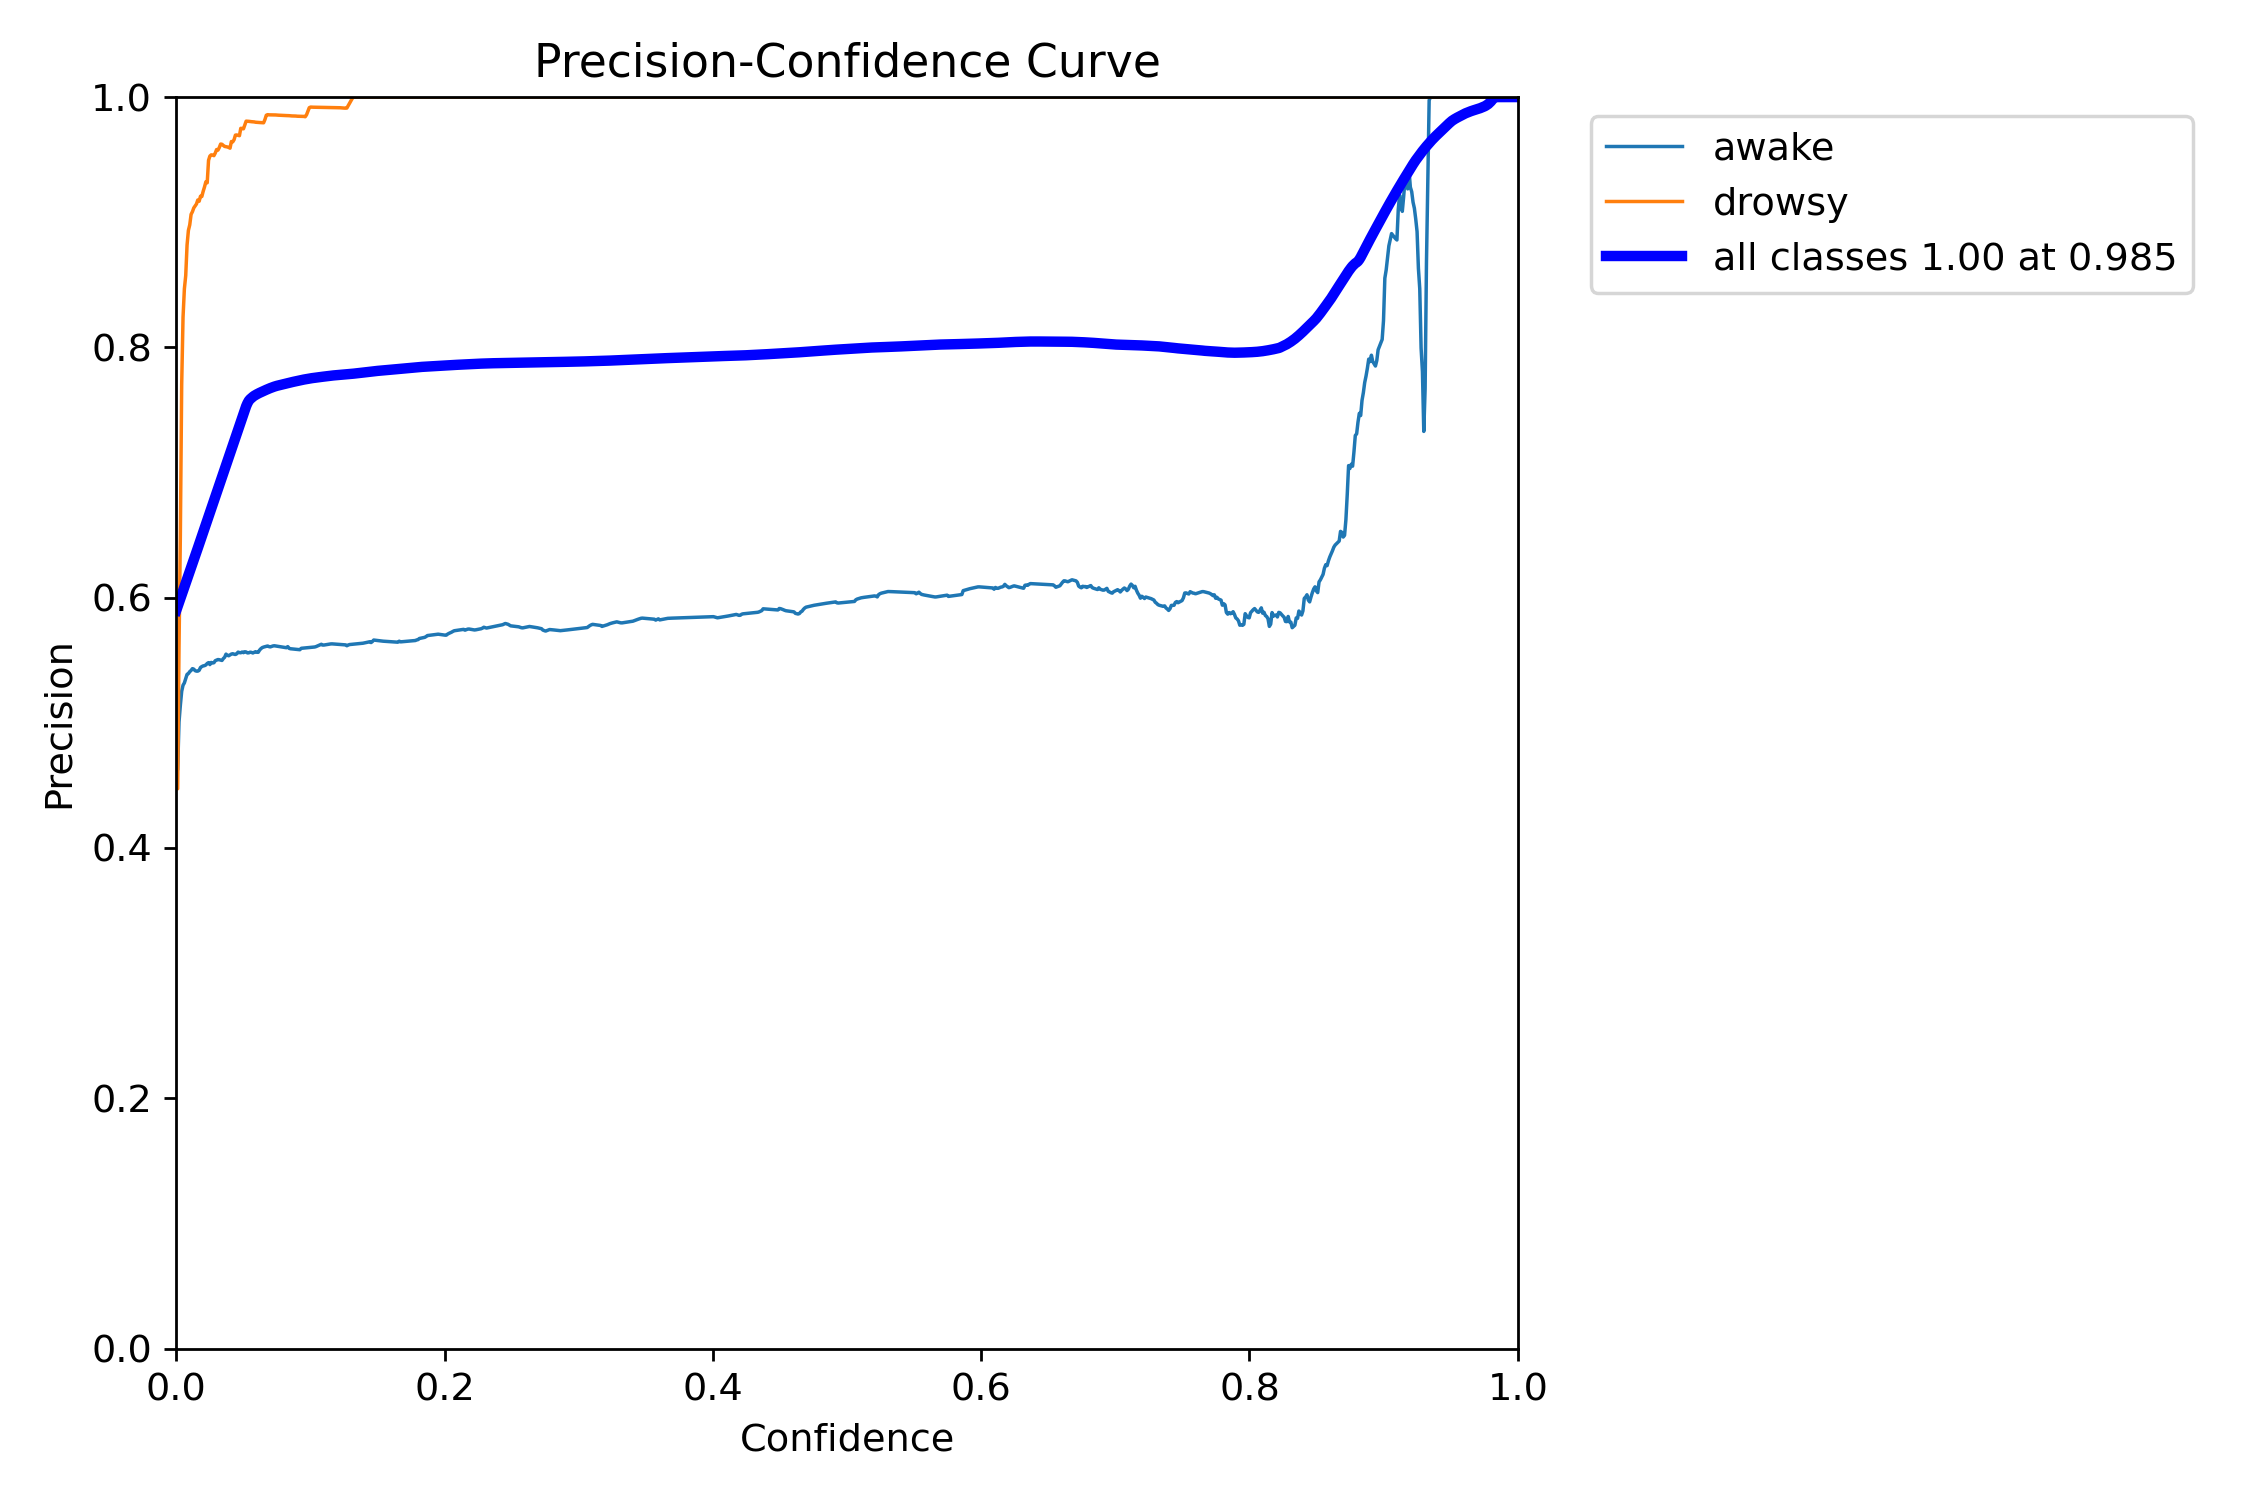 Precision-Confidence Curve
1.0
0.8
0.6
0.4
0.2
0.0
Precision
0.0 0.2 0.4 0.6 0.8 1.0
Confidence
awake
drowsy
all classes 1.00 at 0.985